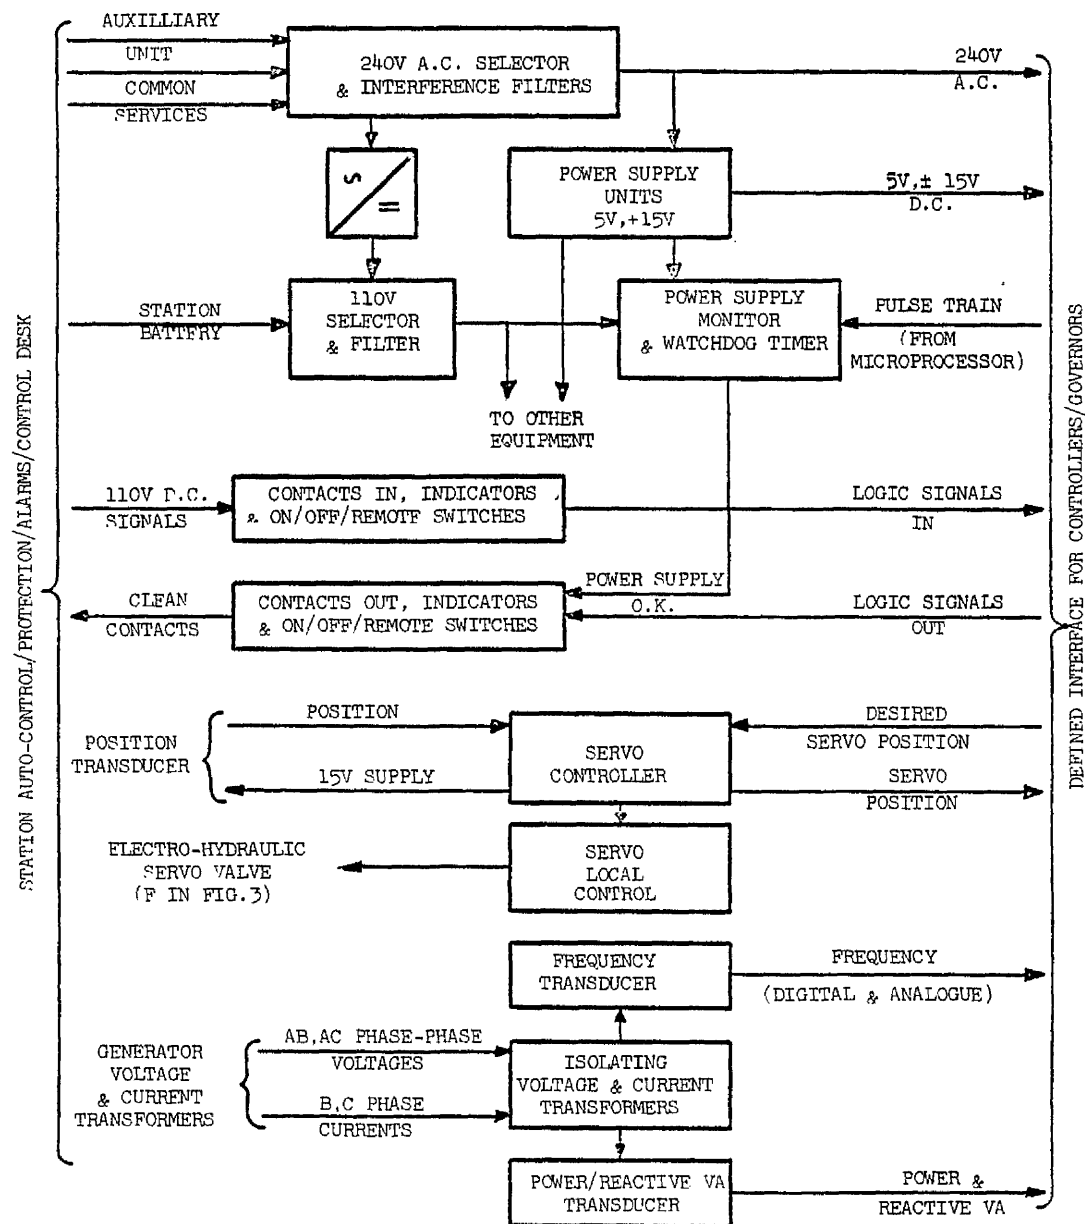 AUXILLIARY
UNIT
COMMON
SERVICES
240V A.C. SELECTOR
& INTERFERENCE FILTERS
240V
A.C.
S
=
POWER SUPPLY
UNITS
5V,+15V
5V,± 15V
D.C.
STATION
BATTERY
110V
SELECTOR
& FILTER
POWER SUPPLY
MONITOR
& WATCHDOG TIMER
PULSE TRAIN
(FROM
MICROPROCESSOR)
TO OTHER
EQUIPMENT
110V D.C.
SIGNALS
CONTACTS IN, INDICATORS
& ON/OFF/REMOTE SWITCHES
LOGIC SIGNALS
IN
CLEAN
CONTACTS
CONTACTS OUT, INDICATORS
& ON/OFF/REMOTE SWITCHES
POWER SUPPLY
O.K.
LOGIC SIGNALS
OUT
POSITION
TRANSDUCER
POSITION
15V SUPPLY
SERVO
CONTROLLER
DESIRED
SERVO POSITION
SERVO
POSITION
ELECTRO-HYDRAULIC
SERVO VALVE
(F IN FIG.3)
SERVO
LOCAL
CONTROL
FREQUENCY
TRANSDUCER
FREQUENCY
(DIGITAL & ANALOGUE)
GENERATOR
VOLTAGE
& CURRENT
TRANSFORMERS
AB,AC PHASE-PHASE
VOLTAGES
B,C PHASE
CURRENTS
ISOLATING
VOLTAGE & CURRENT
TRANSFORMERS
POWER/REACTIVE VA
TRANSDUCER
POWER &
REACTIVE VA
STATION AUTO-CONTROL/PROTECTION/ALARMS/CONTROL DESK
DEFINED INTERFACE FOR CONTROLLERS/GOVERNORS